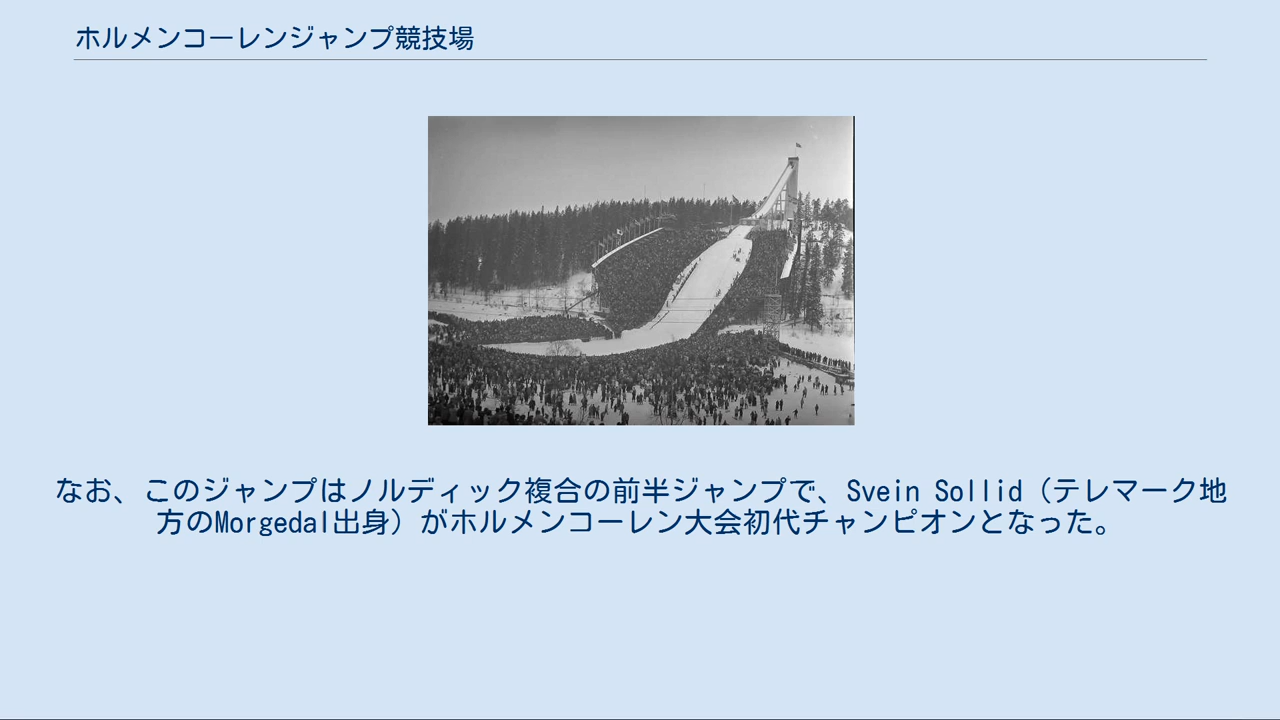 ホルメンコーレンジャンプ競技場
なお、このジャンプはノルディック複合の前半ジャンプで、Svein Sollid（テレマーク地
方のMorgedal出身）がホルメンコーレン大会初代チャンピオンとなった。